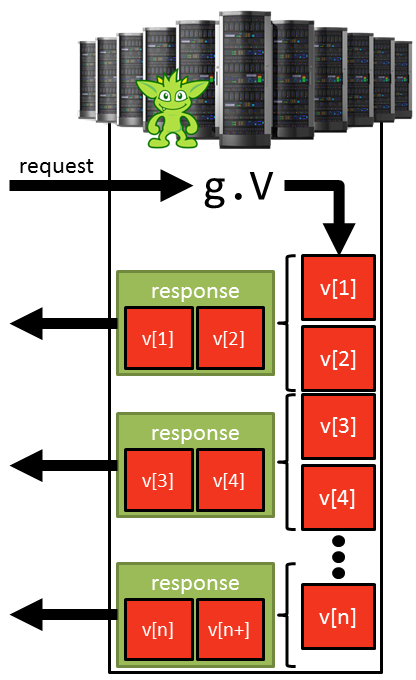 request
g.V
v[1]
response
v[1] v[2]
v[2]
v[3]
response
v[3] v[4]
v[4]
response
v[n] v[n+]
v[n]